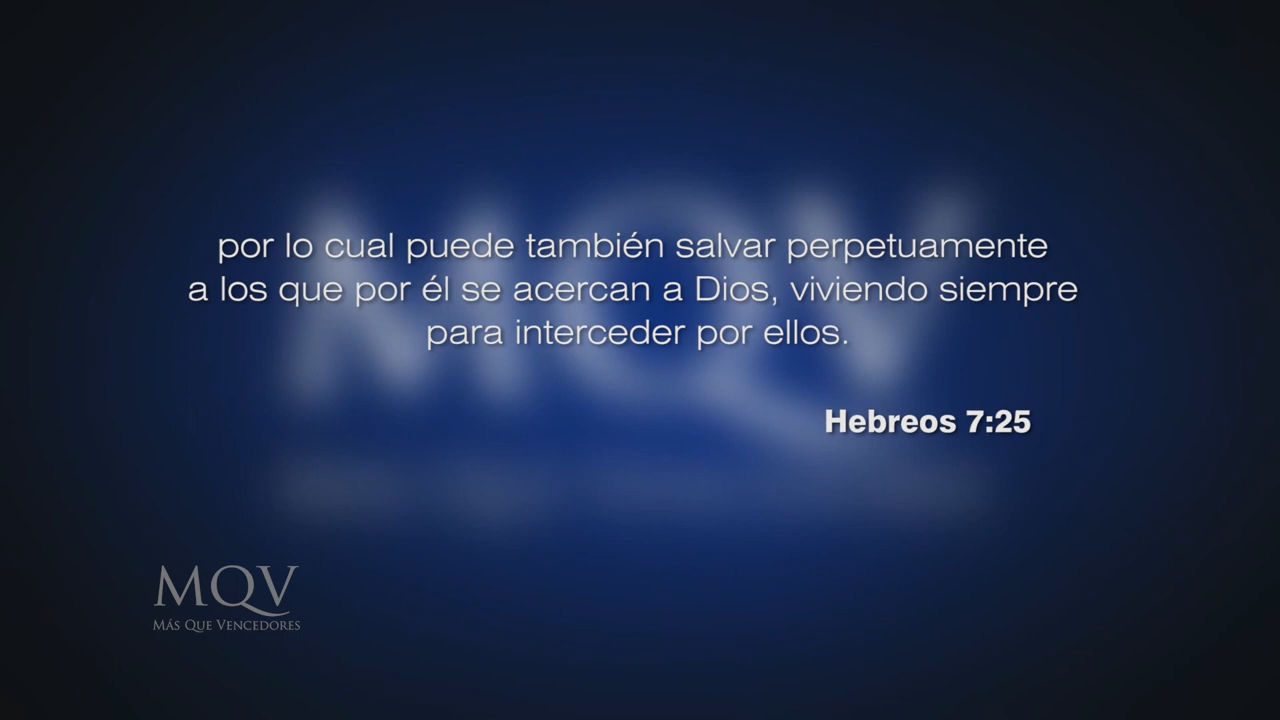 por lo cual puede también salvar perpetuamente
a los que por él se acercan a Dios, viviendo siempre
para interceder por ellos.
Hebreos 7:25
MQV
MÁS QUE VENCEDORES